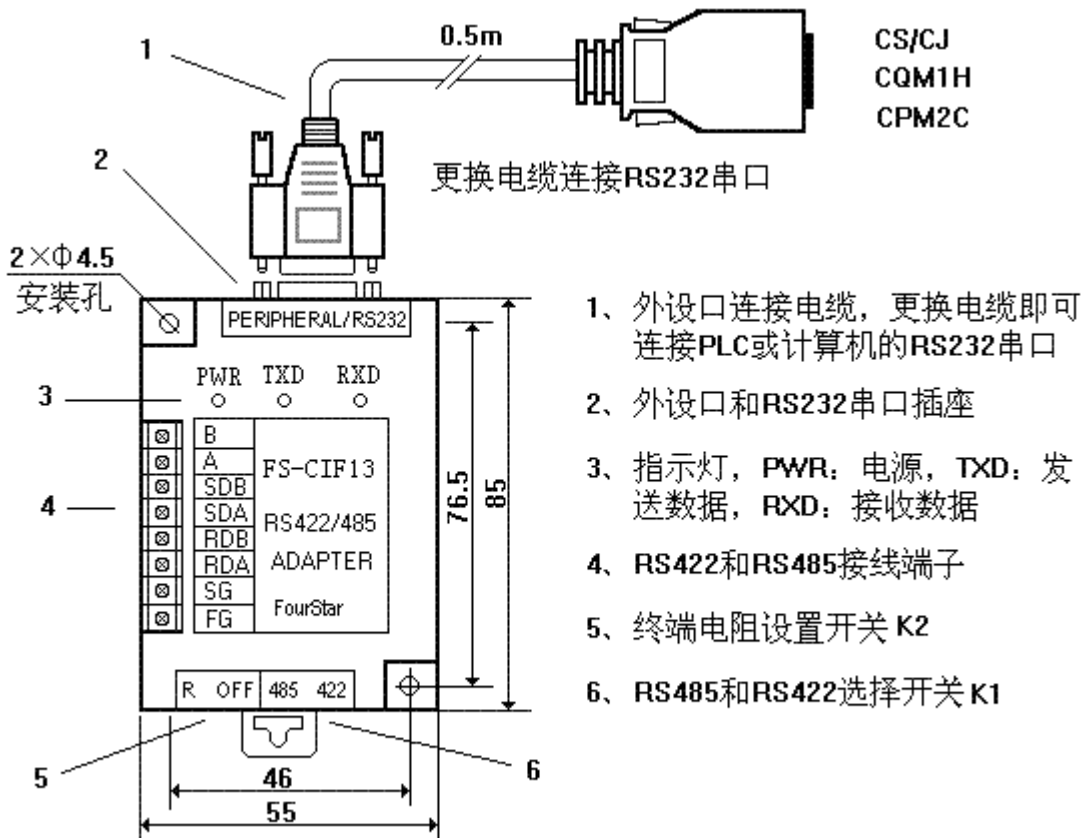 1
0.5m
CS/CJ
CQM1H
CPM2C
2
更换电缆连接RS232串口
2×Φ4.5
安装孔
PERIPHERAL/RS232
PWR TXD RXD
3
4
B
A
SDB
SDA
RDB
RDA
SG
FG
FS-CIF13
RS422/485
ADAPTER
FourStar
76.5
85
R OFF 485 422
5
6
46
55
1、外设口连接电缆，更换电缆即可
连接PLC或计算机的RS232串口
2、外设口和RS232串口插座
3、指示灯，PWR：电源，TXD：发
送数据，RXD：接收数据
4、RS422和RS485接线端子
5、终端电阻设置开关K2
6、RS485和RS422选择开关K1